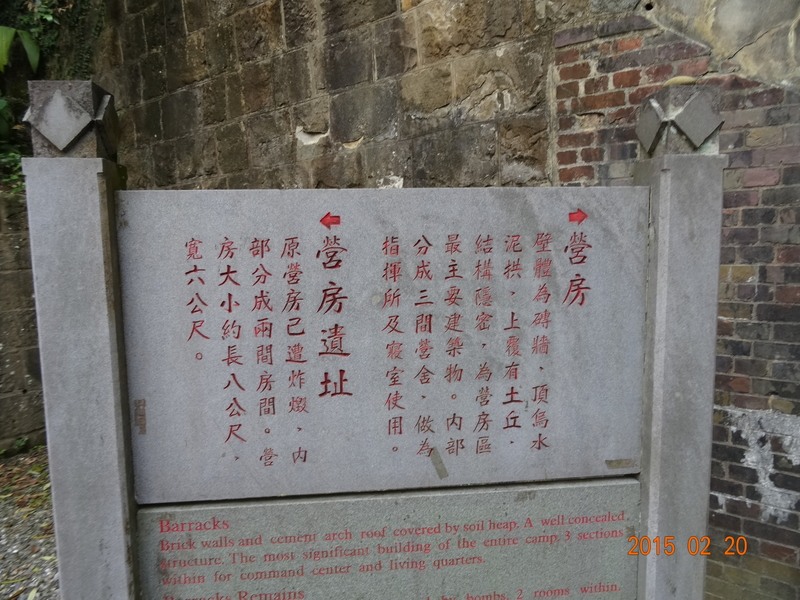 營房
壁體為磚牆、頂為水
泥拱、上覆有土丘，
結構隱密，為營房區
最主要建築物。內部
分成三間營舍，做為
指揮所及寢室使用。
營房遺址
原營房已遭炸燬、內
部分成兩間房間。營
房大小約長八公尺、
寬六公尺。
Barracks
Brick walls and cement arch roof covered by soil heap. A well concealed
structure. The most significant building of the entire camp. 3 sections
within for command center and living quarters.
Barracks Remains
by bombs. 2 rooms within.
2015 02 20